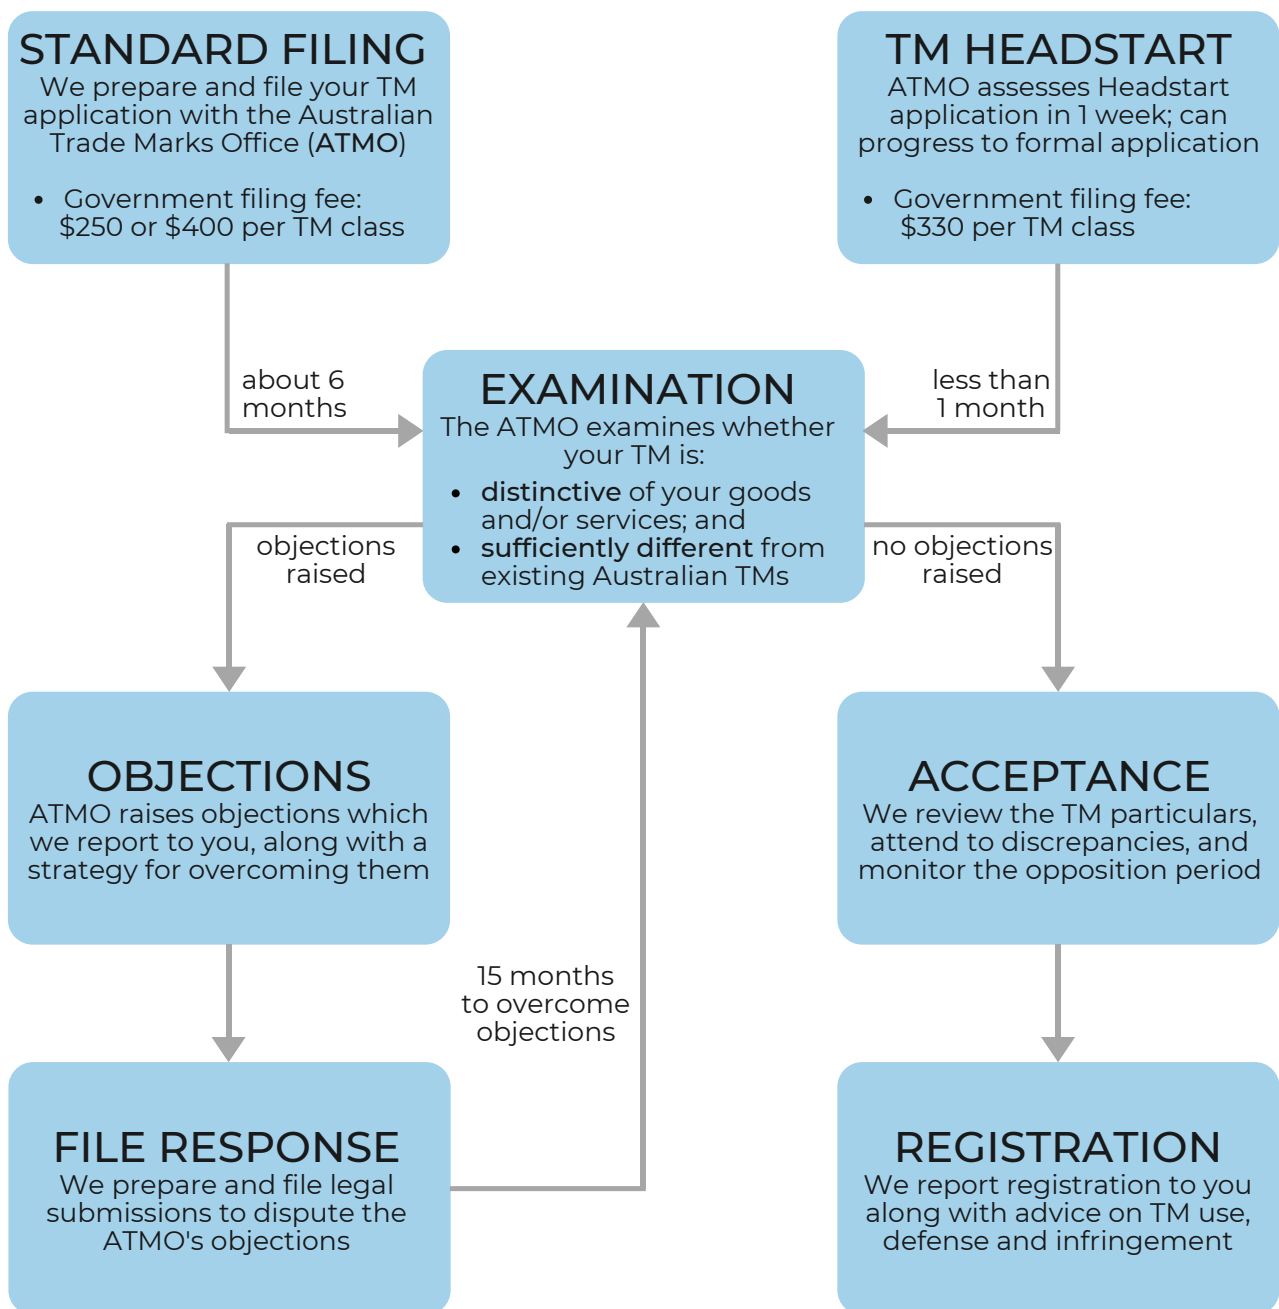 STANDARD FILING
We prepare and file your TM
application with the Australian
Trade Marks Office (ATMO)
• Government filing fee:
$250 or $400 per TM class
TM HEADSTART
ATMO assesses Headstart
application in 1 week; can
progress to formal application
• Government filing fee:
$330 per TM class
about 6
months
less than
1 month
EXAMINATION
The ATMO examines whether
your TM is:
• distinctive of your goods
and/or services; and
• sufficiently different from
existing Australian TMs
objections
raised
no objections
raised
OBJECTIONS
ATMO raises objections which
we report to you, along with a
strategy for overcoming them
ACCEPTANCE
We review the TM particulars,
attend to discrepancies, and
monitor the opposition period
15 months
to overcome
objections
FILE RESPONSE
We prepare and file legal
submissions to dispute the
ATMO's objections
REGISTRATION
We report registration to you
along with advice on TM use,
defense and infringement